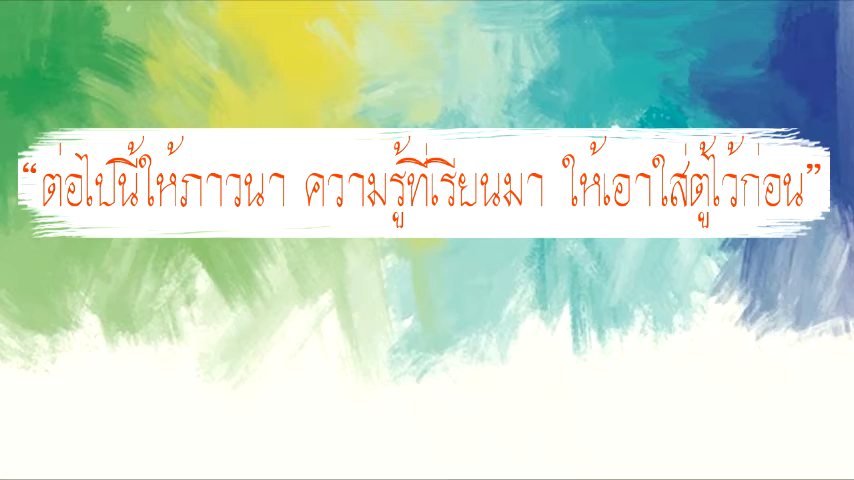 “ต่อไปนี้ให้ภาวนา ความรู้ที่เรียนมา ให้เอาใส่ตู้ไว้ก่อน”